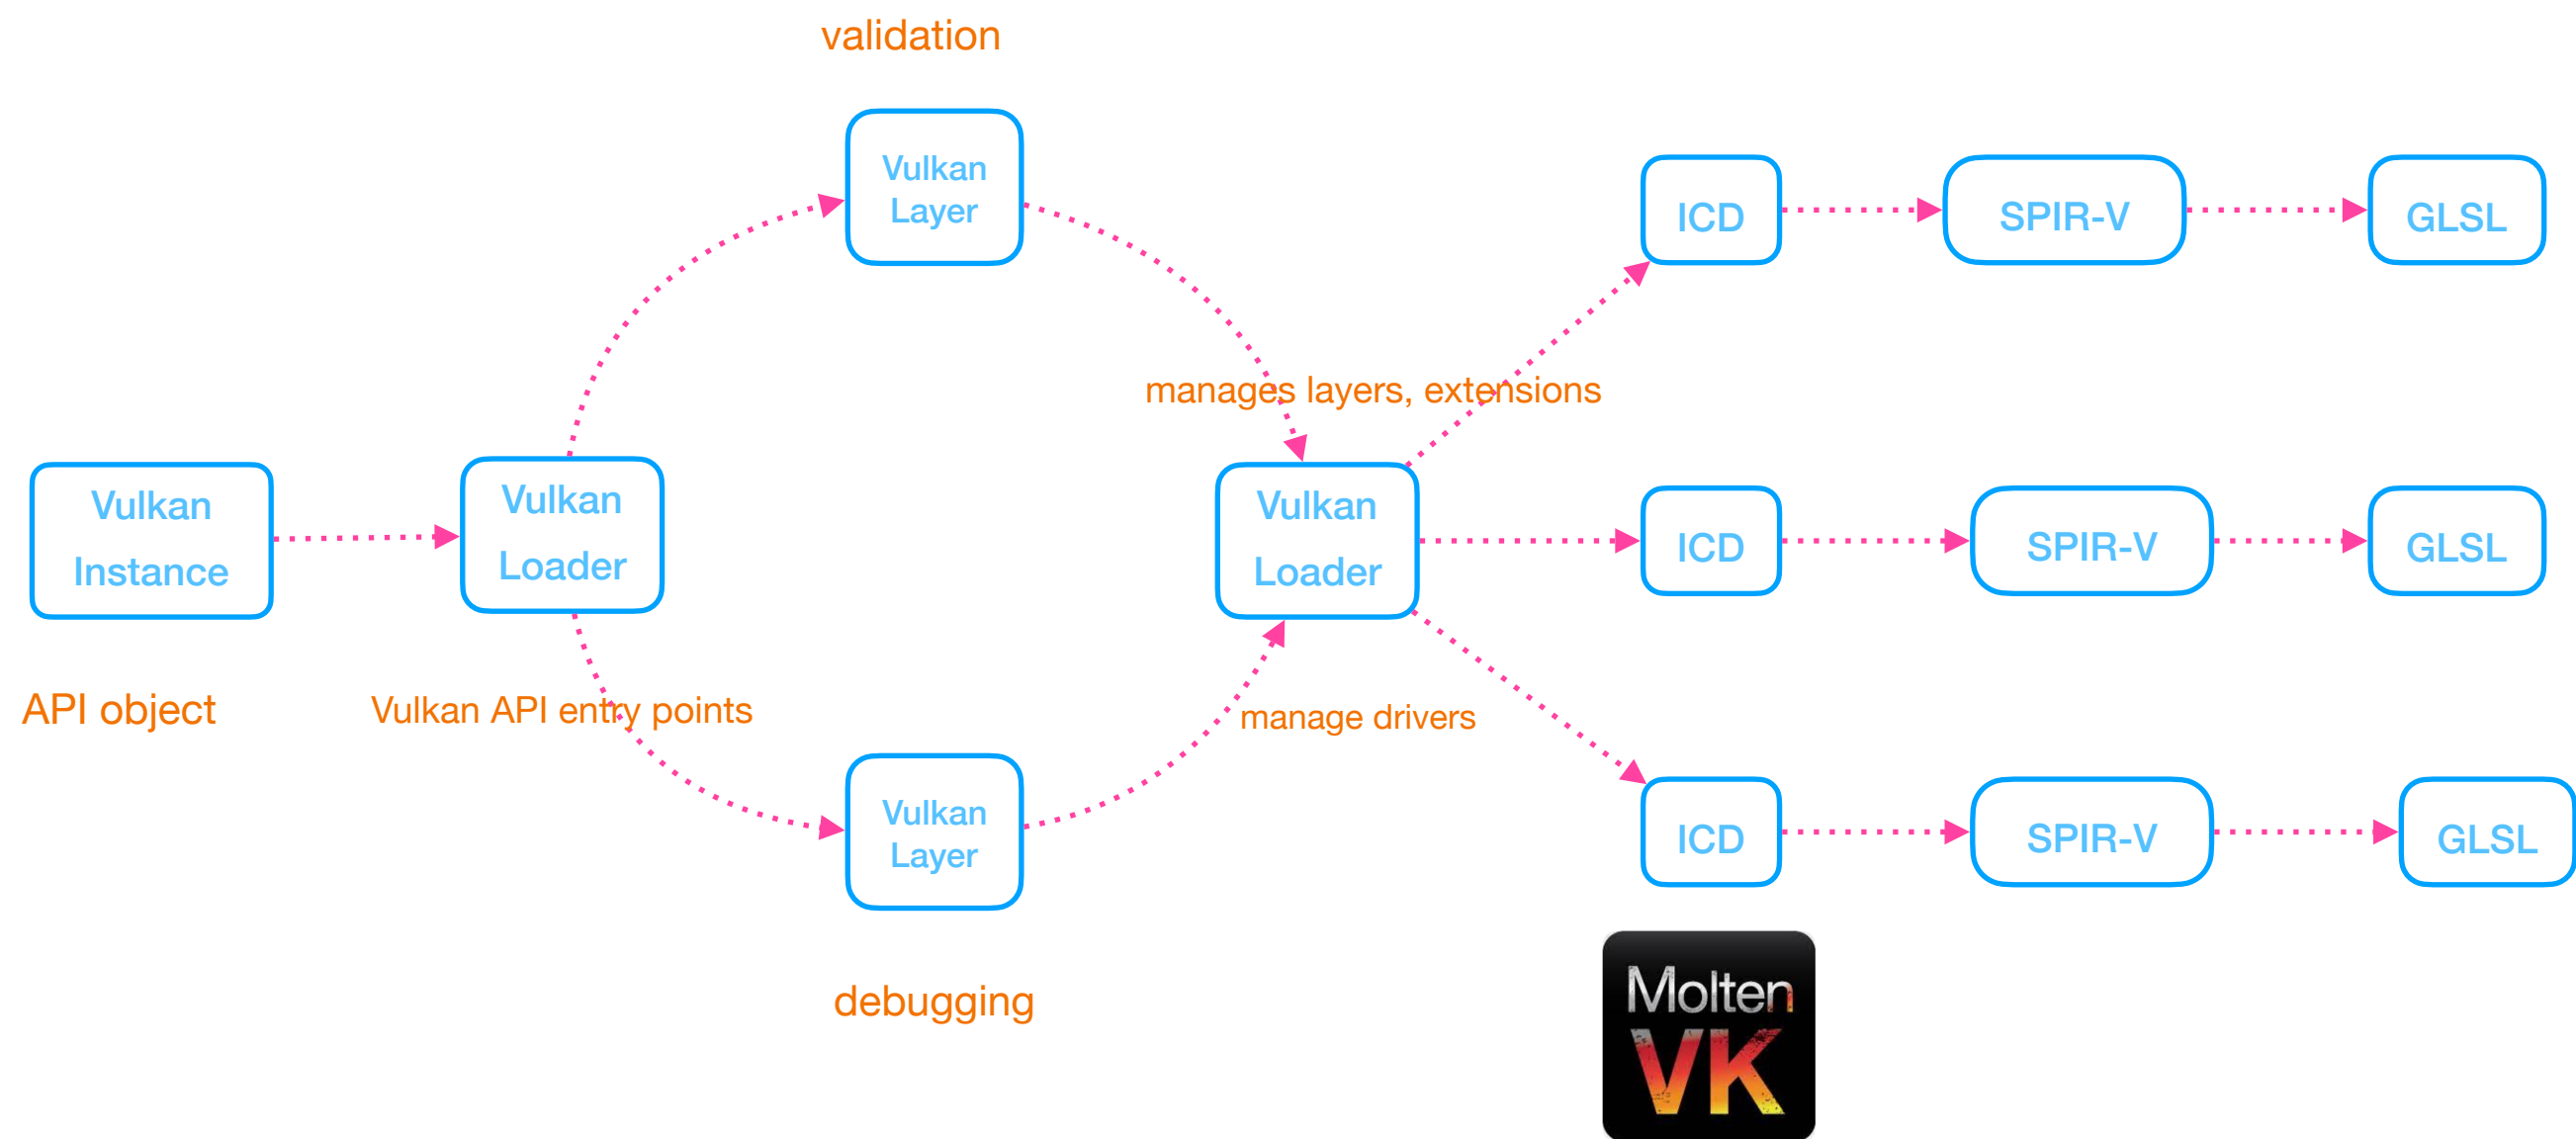 validation
Vulkan
Layer
ICD
SPIR-V
GLSL
manages layers, extensions
Vulkan
Instance
Vulkan
Loader
Vulkan
Loader
ICD
SPIR-V
GLSL
API object
Vulkan API entry points
manage drivers
Vulkan
Layer
ICD
SPIR-V
GLSL
debugging
Molten
VK